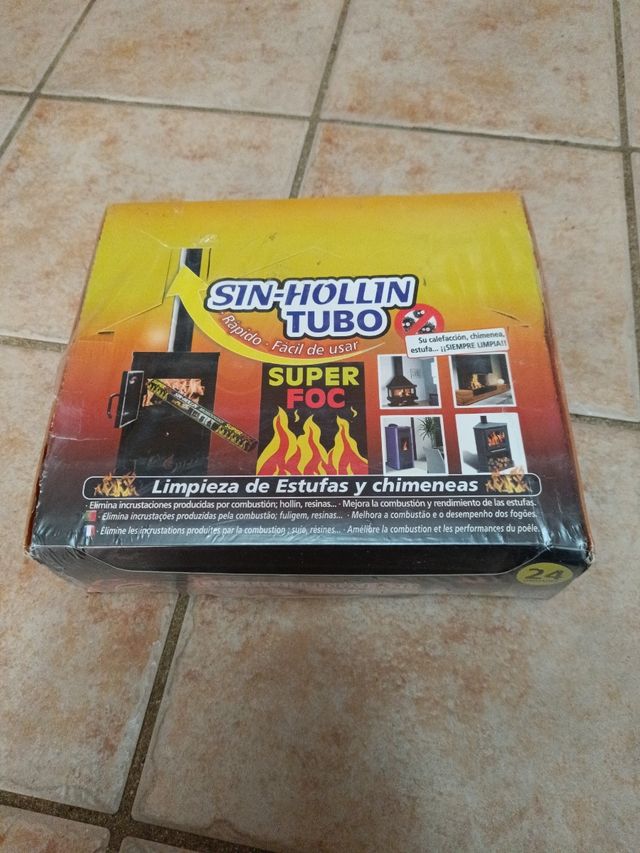 SIN-HOLLIN
TUBO
· Rápido · Fácil de usar
Su calefacción, chimenea,
estufa... ¡¡SIEMPRE LIMPIA!!
SUPER
FOC
Limpieza de Estufas y chimeneas
· Elimina incrustaciones producidas por combustión; hollin, resinas... · Mejora la combustión y rendimiento de las estufas.
· Elimina incrustações produzidas pela combustão; fuligem, resinas... · Melhora a combustão e o desempenho dos fogões.
· Élimine les incrustations produites par la combustion : suie, résines... · Améliore la combustion et les performances du poêle.
24